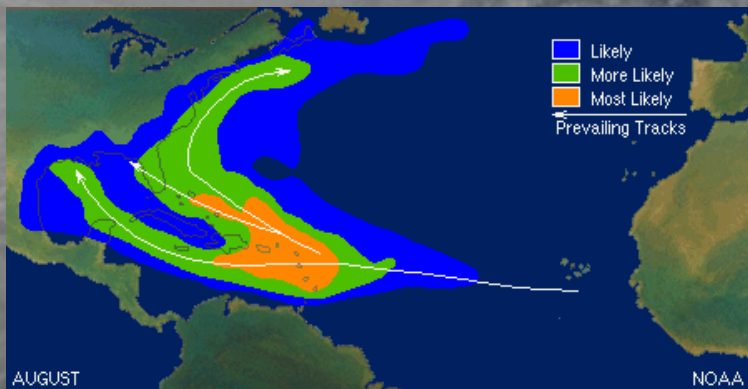 Likely
More Likely
Most Likely
Prevailing Tracks
AUGUST
NOAA